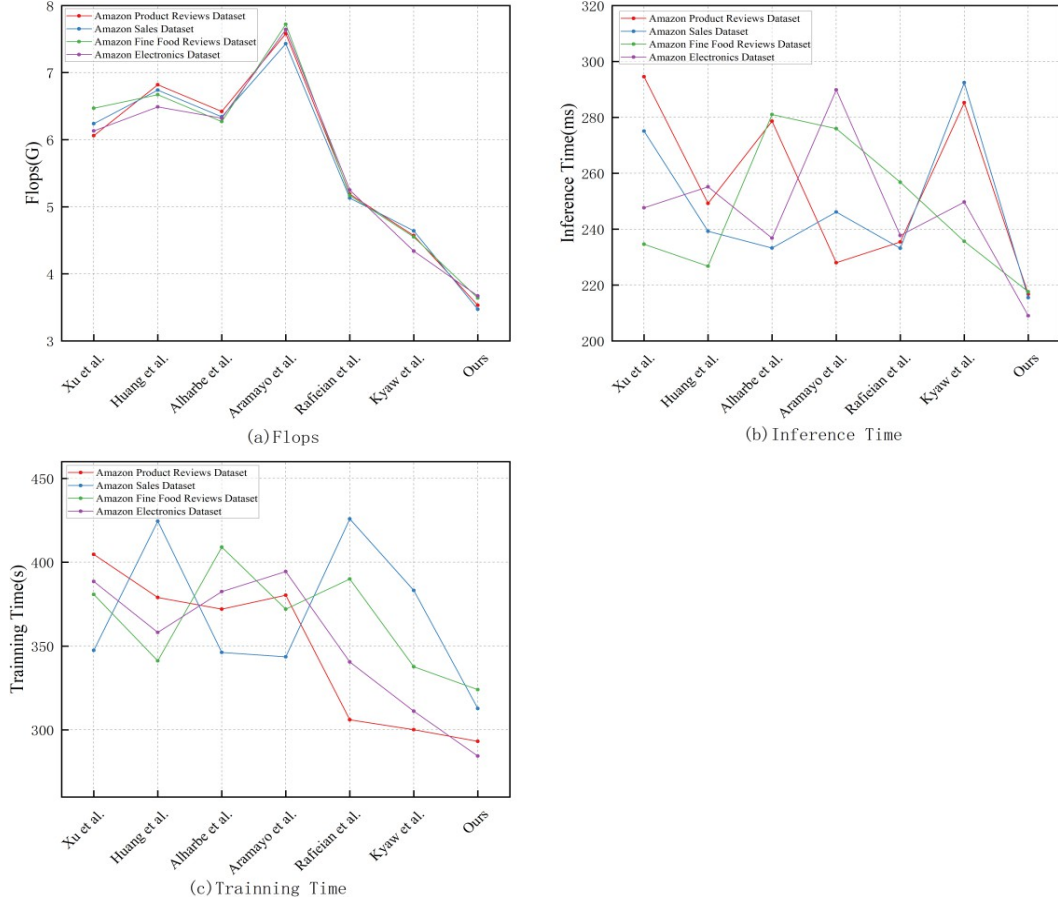 8
7
6
5
4
3
Flops(G)
Amazon Product Reviews Dataset
Amazon Sales Dataset
Amazon Fine Food Reviews Dataset
Amazon Electronics Dataset
Xu et al.
Huang et al.
Alharbe et al.
Aramayo et al.
Rafieian et al.
Kyaw et al.
Ours
(a)Flops
320
300
280
260
240
220
200
Inference Time(ms)
Amazon Product Reviews Dataset
Amazon Sales Dataset
Amazon Fine Food Reviews Dataset
Amazon Electronics Dataset
Xu et al.
Huang et al.
Alharbe et al.
Aramayo et al.
Rafieian et al.
Kyaw et al.
Ours
(b)Inference Time
450
400
350
300
Trainning Time(s)
Amazon Product Reviews Dataset
Amazon Sales Dataset
Amazon Fine Food Reviews Dataset
Amazon Electronics Dataset
Xu et al.
Huang et al.
Alharbe et al.
Aramayo et al.
Rafieian et al.
Kyaw et al.
Ours
(c)Trainning Time